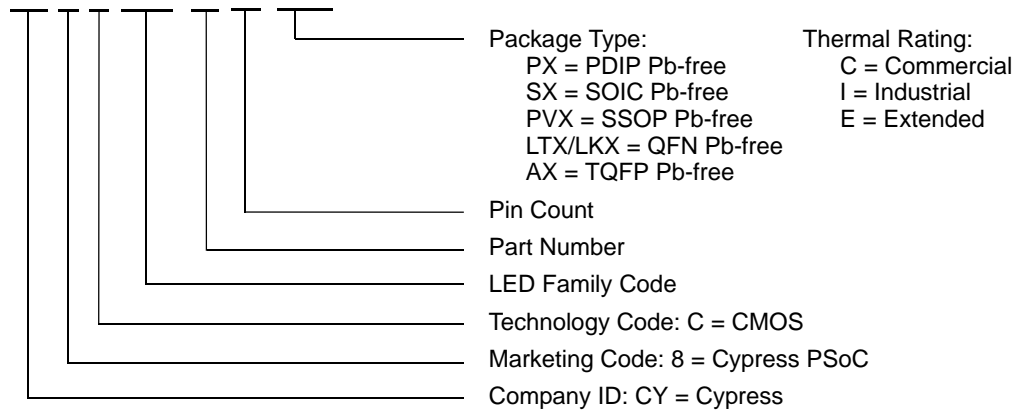 Package Type:
PX = PDIP Pb-free
SX = SOIC Pb-free
PVX = SSOP Pb-free
LTX/LKX = QFN Pb-free
AX = TQFP Pb-free
Thermal Rating:
C = Commercial
I = Industrial
E = Extended
Pin Count
Part Number
LED Family Code
Technology Code: C = CMOS
Marketing Code: 8 = Cypress PSoC
Company ID: CY = Cypress